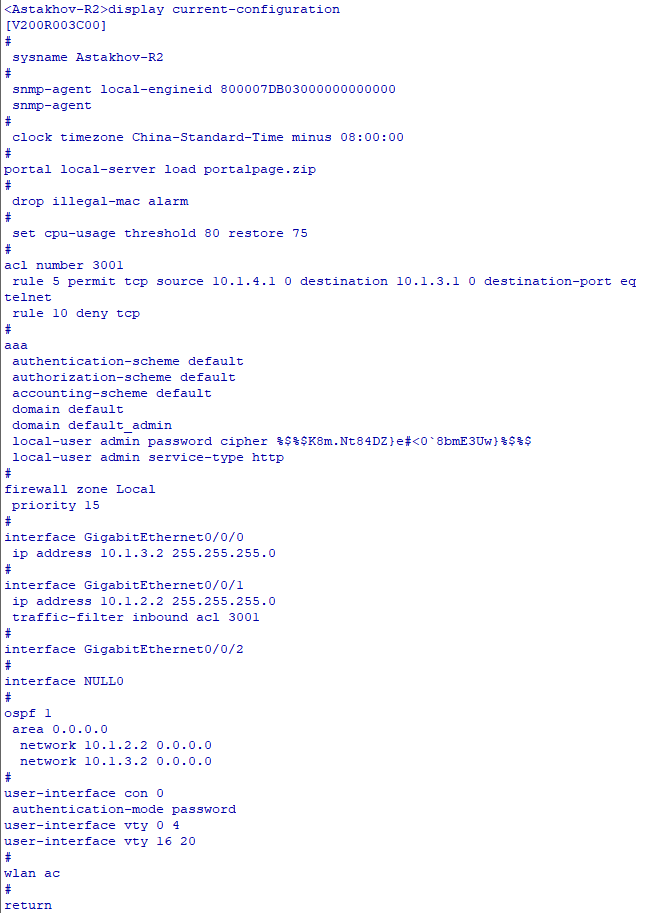 <Astakhov-R2>display current-configuration
[V200R003C00]
#
 sysname Astakhov-R2
#
 snmp-agent local-engineid 800007DB03000000000000
 snmp-agent
#
 clock timezone China-Standard-Time minus 08:00:00
#
portal local-server load portalpage.zip
#
 drop illegal-mac alarm
#
 set cpu-usage threshold 80 restore 75
#
acl number 3001
 rule 5 permit tcp source 10.1.4.1 0 destination 10.1.3.1 0 destination-port eq
telnet
 rule 10 deny tcp
#
aaa
 authentication-scheme default
 authorization-scheme default
 accounting-scheme default
 domain default
 domain default_admin
 local-user admin password cipher %$%$K8m.Nt84DZ}e#<0`8bmE3Uw}%$%$
 local-user admin service-type http
#
firewall zone Local
 priority 15
#
interface GigabitEthernet0/0/0
 ip address 10.1.3.2 255.255.255.0
#
interface GigabitEthernet0/0/1
 ip address 10.1.2.2 255.255.255.0
 traffic-filter inbound acl 3001
#
interface GigabitEthernet0/0/2
#
interface NULL0
#
ospf 1
 area 0.0.0.0
  network 10.1.2.2 0.0.0.0
  network 10.1.3.2 0.0.0.0
#
user-interface con 0
 authentication-mode password
user-interface vty 0 4
user-interface vty 16 20
#
wlan ac
#
return